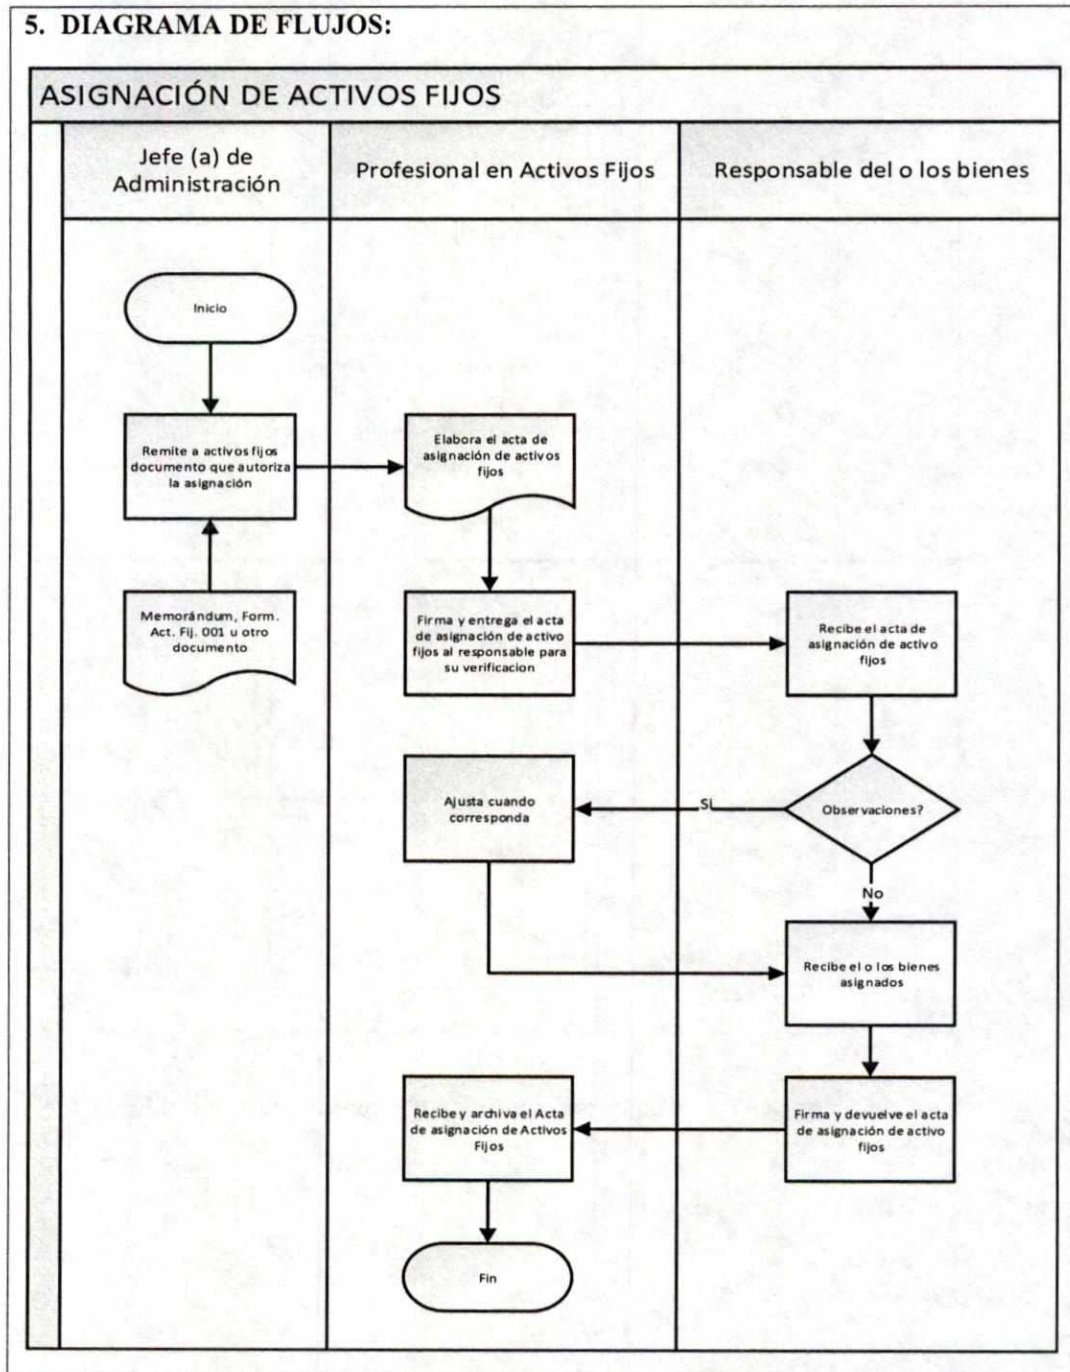 5. DIAGRAMA DE FLUJOS:
ASIGNACIÓN DE ACTIVOS FIJOS
Jefe (a) de
Administración
Profesional en Activos Fijos
Responsable del o los bienes
Inicio
Remite a activos fijos
documento que autoriza
la asignación
Elabora el acta de
asignación de activos
fijos
Memorándum, Form.
Act. Fij. 001 u otro
documento
Firma y entrega el acta
de asignación de activo
fijos al responsable para
su verificacion
Recibe el acta de
asignación de activo
fijos
Ajusta cuando
corresponda
Si
Observaciones?
No
Recibe el o los bienes
asignados
Recibe y archiva el Acta
de asignación de Activos
Fijos
Firma y devuelve el acta
de asignación de activo
fijos
Fin